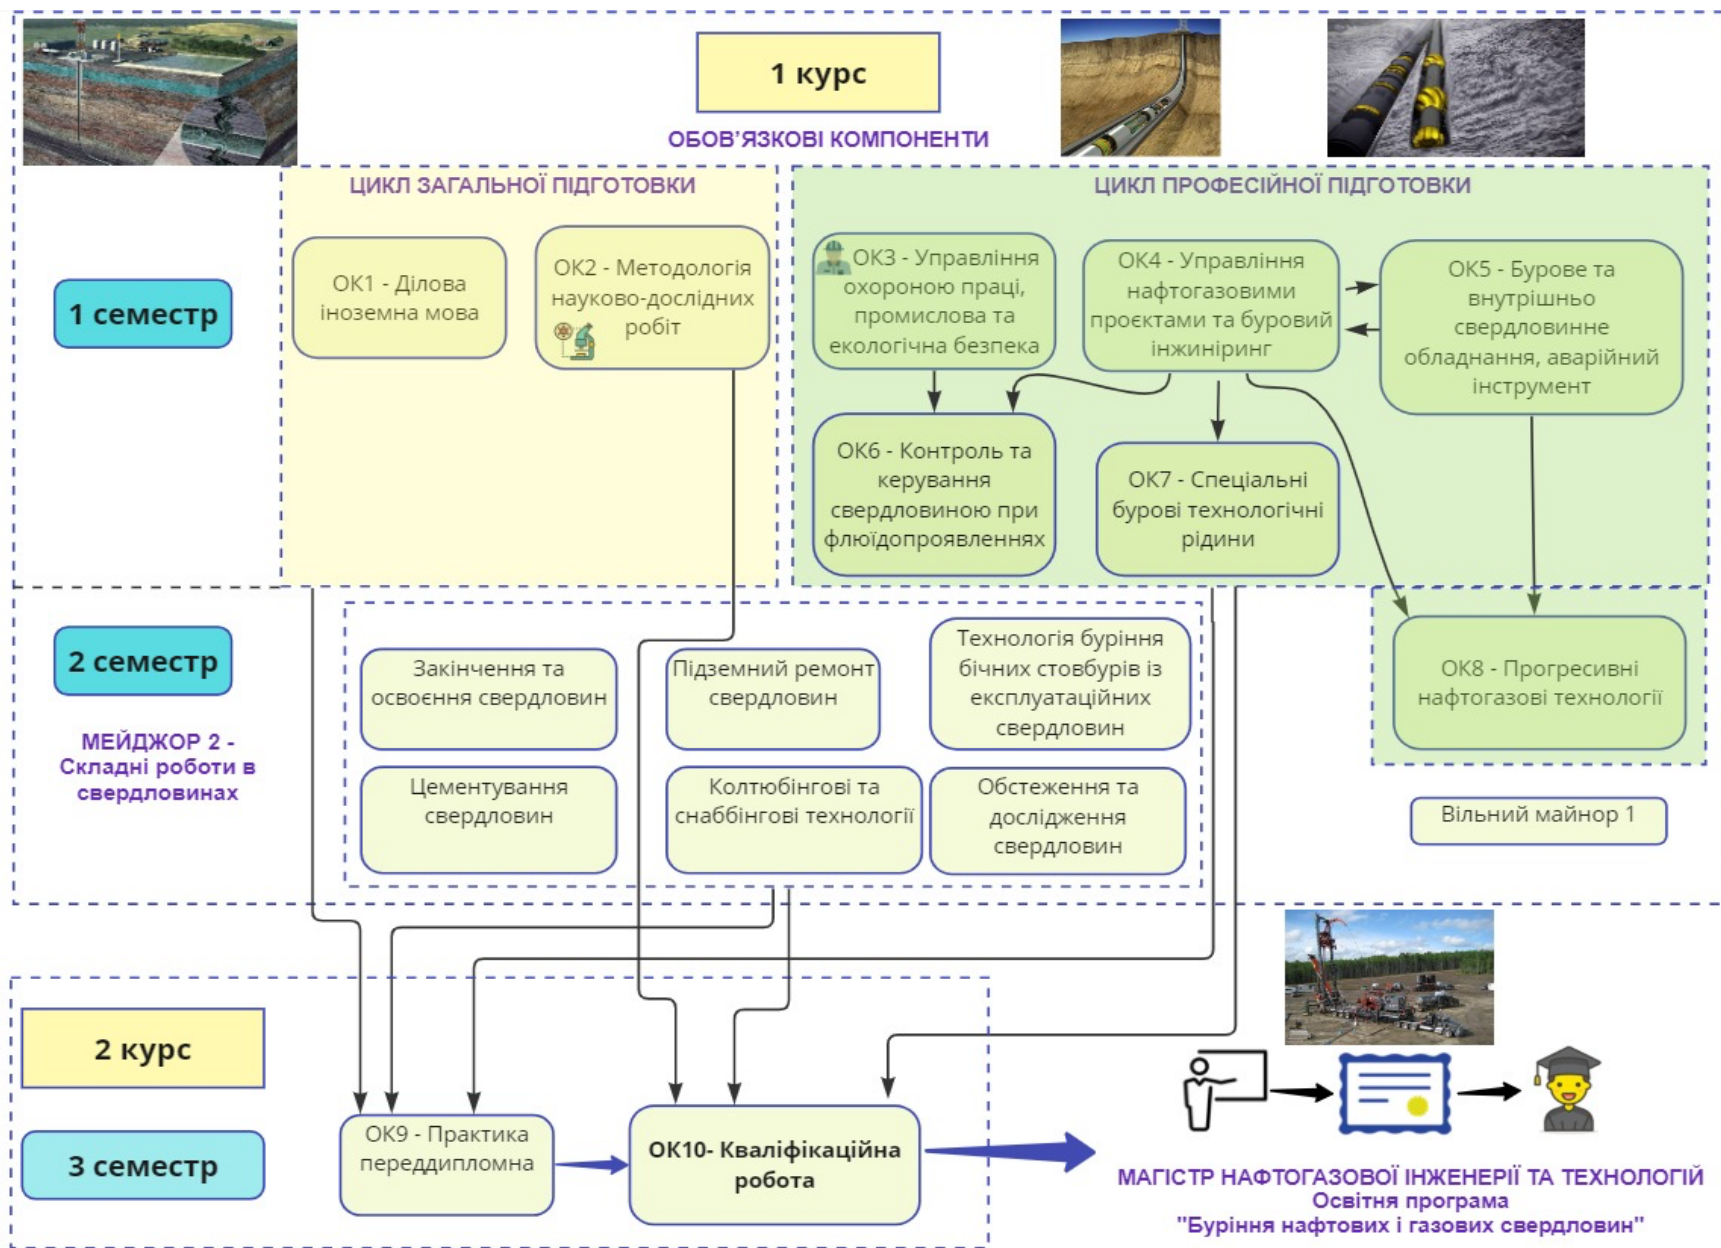 1 курс
ОБОВ'ЯЗКОВІ КОМПОНЕНТИ
ЦИКЛ ЗАГАЛЬНОЇ ПІДГОТОВКИ
ЦИКЛ ПРОФЕСІЙНОЇ ПІДГОТОВКИ
1 семестр
ОК1 - Ділова
іноземна мова
ОК2 - Методологія
науково-дослідних
робіт
ОК3 - Управління
охороною праці,
промислова та
екологічна безпека
ОК4 - Управління
нафтогазовими
проєктами та буровий
інжиніринг
ОК5 - Бурове та
внутрішньо
свердловинне
обладнання, аварійний
інструмент
ОК6 - Контроль та
керування
свердловиною при
флюїдопроявленнях
ОК7 - Спеціальні
бурові технологічні
рідини
2 семестр
МЕЙДЖОР 2 -
Складні роботи в
свердловинах
Закінчення та
освоєння свердловин
Підземний ремонт
свердловин
Технологія буріння
бічних стовбурів із
експлуатаційних
свердловин
Цементування
свердловин
Колтюбінгові та
снаббінгові технології
Обстеження та
дослідження
свердловин
ОК8 - Прогресивні
нафтогазові технології
Вільний майнор 1
2 курс
3 семестр
ОК9 - Практика
переддипломна
ОК10- Кваліфікаційна
робота
МАГІСТР НАФТОГАЗОВОЇ ІНЖЕНЕРІЇ ТА ТЕХНОЛОГІЙ
Освітня програма
"Буріння нафтових і газових свердловин"